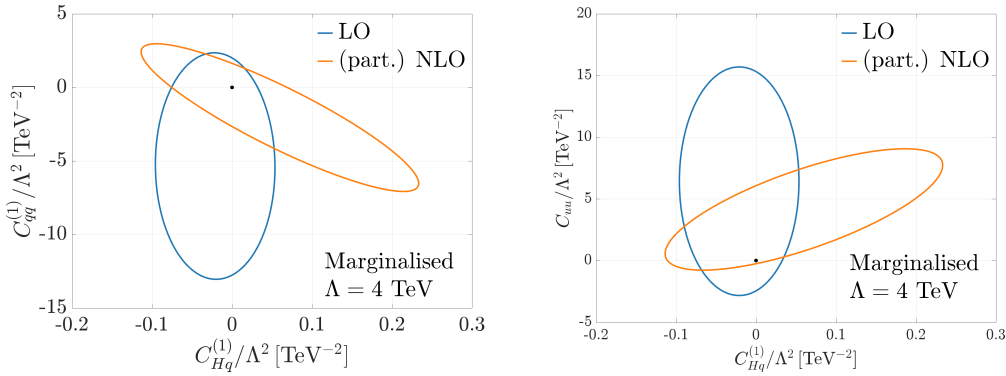 5
0
-5
-10
-15
-0.2 -0.1 0 0.1 0.2 0.3
C_{qq}^{(1)}/Λ^2 [TeV^{-2}]
C_{Hq}^{(1)}/Λ^2 [TeV^{-2}]
LO
(part.) NLO
Marginalised
Λ = 4 TeV
20
15
10
5
0
-5
-0.2 -0.1 0 0.1 0.2 0.3
C_{uu}/Λ^2 [TeV^{-2}]
C_{Hq}^{(1)}/Λ^2 [TeV^{-2}]
LO
(part.) NLO
Marginalised
Λ = 4 TeV